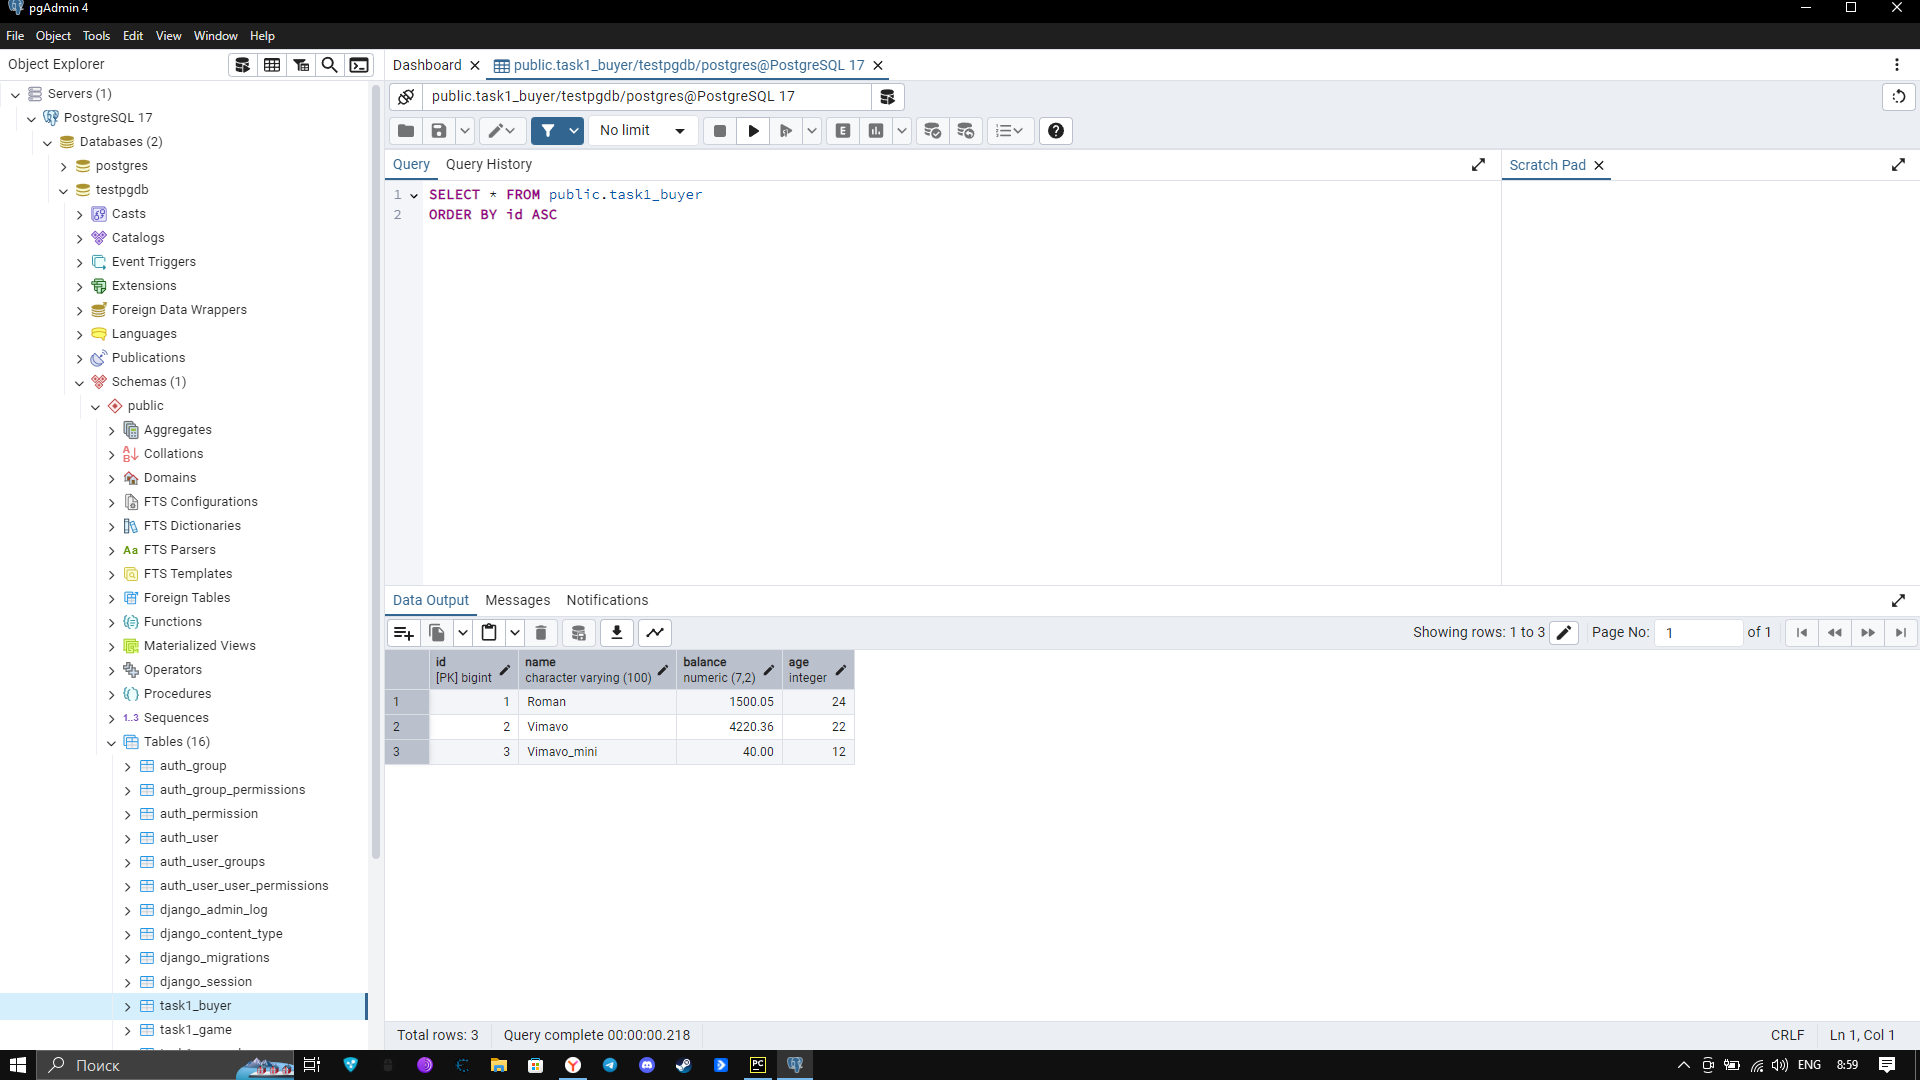 pgAdmin 4
File Object Tools Edit View Window Help
Object Explorer
Servers (1)
PostgreSQL 17
Databases (2)
postgres
testpgdb
Casts
Catalogs
Event Triggers
Extensions
Foreign Data Wrappers
Languages
Publications
Schemas (1)
public
Aggregates
Collations
Domains
FTS Configurations
FTS Dictionaries
FTS Parsers
FTS Templates
Foreign Tables
Functions
Materialized Views
Operators
Procedures
Sequences
Tables (16)
auth_group
auth_group_permissions
auth_permission
auth_user
auth_user_groups
auth_user_user_permissions
django_admin_log
django_content_type
django_migrations
django_session
task1_buyer
task1_game
Dashboard public.task1_buyer/testpgdb/postgres@PostgreSQL 17
public.task1_buyer/testpgdb/postgres@PostgreSQL 17
No limit E
Query Query History
Scratch Pad
1 SELECT * FROM public.task1_buyer
2 ORDER BY id ASC
Data Output Messages Notifications
Showing rows: 1 to 3 Page No: 1 of 1
id name balance age
[PK] bigint character varying (100) numeric (7,2) integer
1 1 Roman 1500.05 24
2 2 Vimavo 4220.36 22
3 3 Vimavo_mini 40.00 12
Total rows: 3 Query complete 00:00:00.218 CRLF Ln 1, Col 1
Поиск PC ENG 8:59